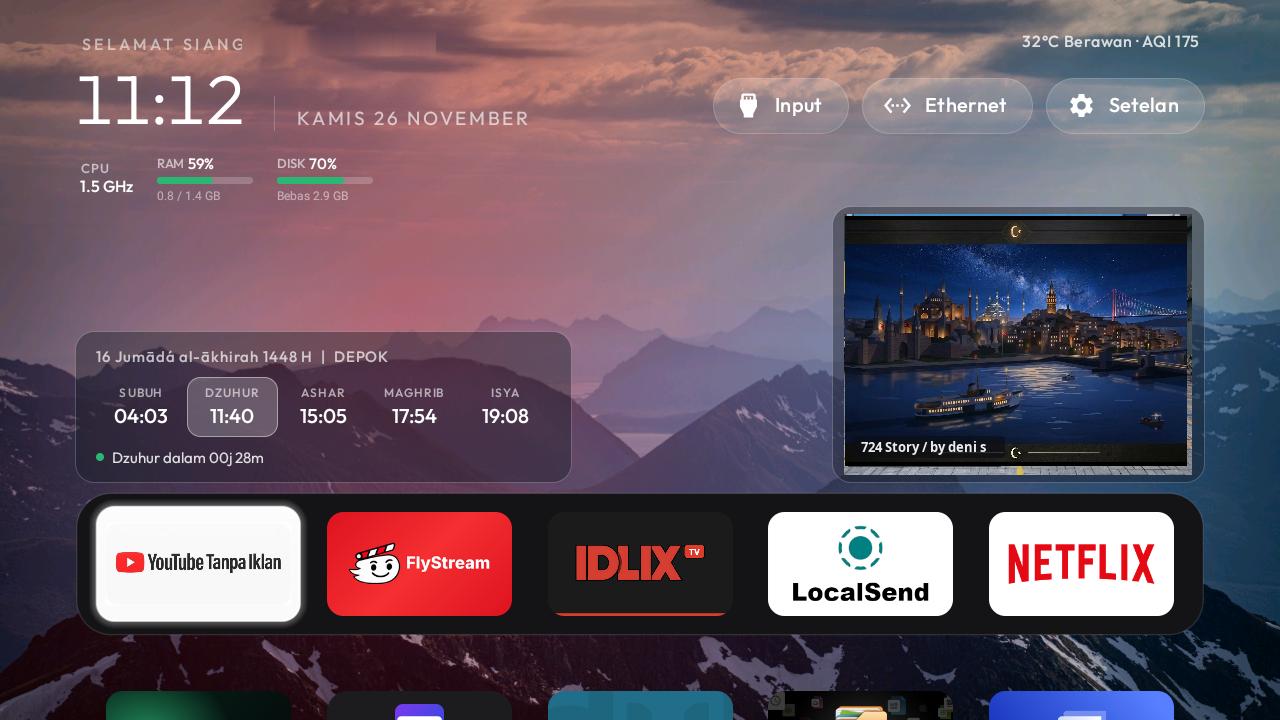 SELAMAT SIANG
32°C Berawan · AQI 175
11:12
KAMIS 26 NOVEMBER
Input
Ethernet
Setelan
CPU
1.5 GHz
RAM 59%
0.8 / 1.4 GB
DISK 70%
Bebas 2.9 GB
16 Jumādá al-ākhirah 1448 H | DEPOK
SUBUH
04:03
DZUHUR
11:40
ASHAR
15:05
MAGHRIB
17:54
ISYA
19:08
Dzuhur dalam 00j 28m
724 Story / by deni s
YouTube Tanpa Iklan
FlyStream
IDLIX TV
LocalSend
NETFLIX